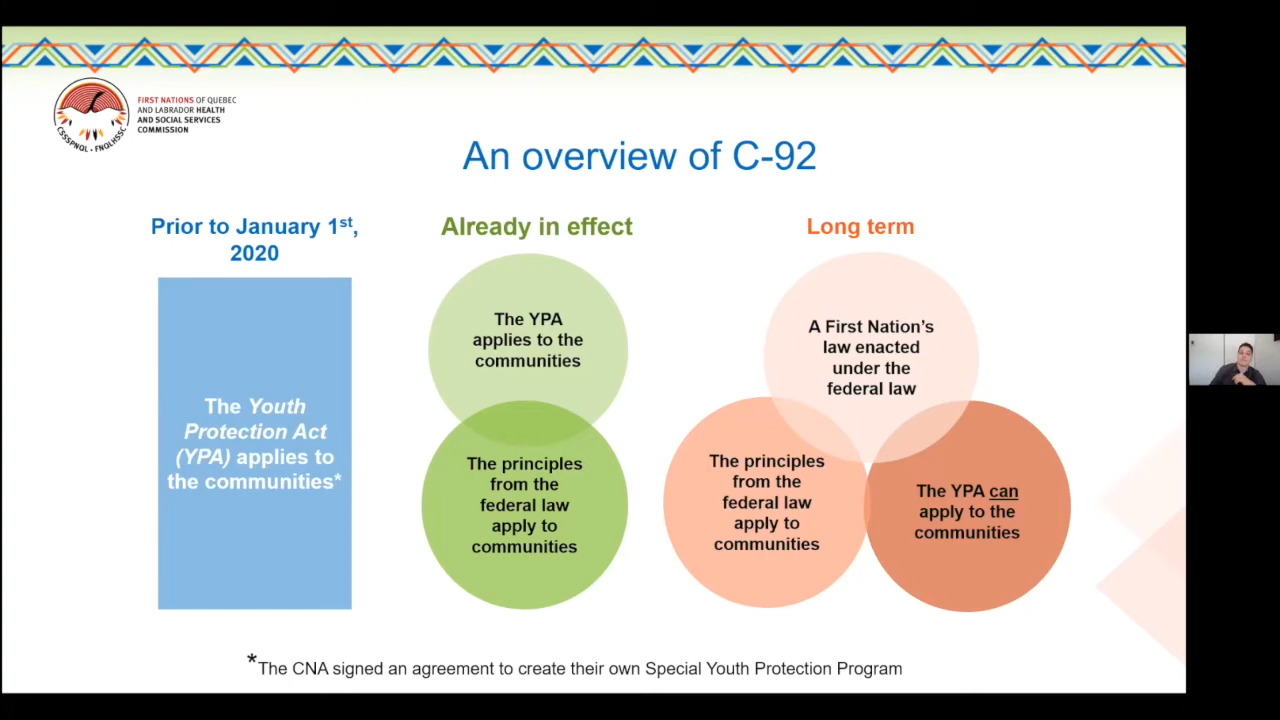 FIRST NATIONS OF QUEBEC
AND LABRADOR HEALTH
AND SOCIAL SERVICES
COMMISSION
CSSSPNQL • FNQLHSSC
An overview of C-92
Prior to January 1st,
2020
The Youth
Protection Act
(YPA) applies to
the communities*
Already in effect
The YPA
applies to the
communities
The principles
from the
federal law
apply to
communities
Long term
A First Nation’s
law enacted
under the
federal law
The principles
from the
federal law
apply to
communities
The YPA can
apply to the
communities
*The CNA signed an agreement to create their own Special Youth Protection Program